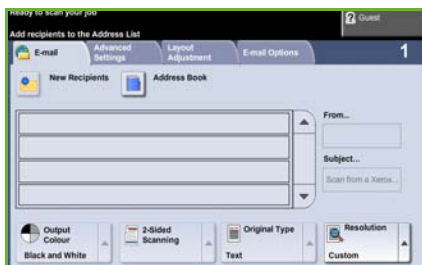 Ready to scan your job
Guest
Add recipients to the Address List
E-mail
Advanced Settings
Layout Adjustment
E-mail Options
1
New Recipients
Address Book
From...
Subject...
Scan from a Xerox...
Output Colour
Black and White
2-Sided Scanning
Original Type
Text
Resolution
Custom